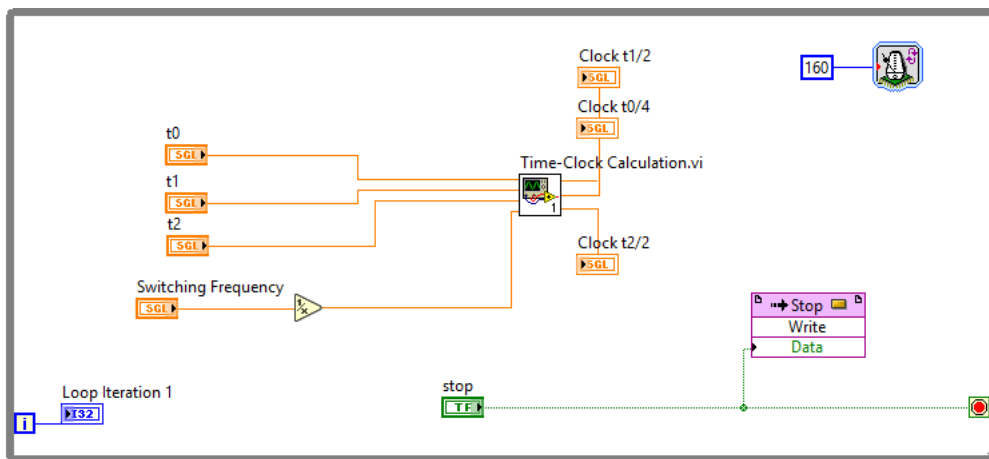 Clock t1/2
SGL
160
Clock t0/4
SGL
t0
SGL
Time-Clock Calculation.vi
t1
SGL
1
t2
SGL
Clock t2/2
SGL
Switching Frequency
SGL
1/x
Stop
Write
Data
Loop Iteration 1
I32
stop
TF
i